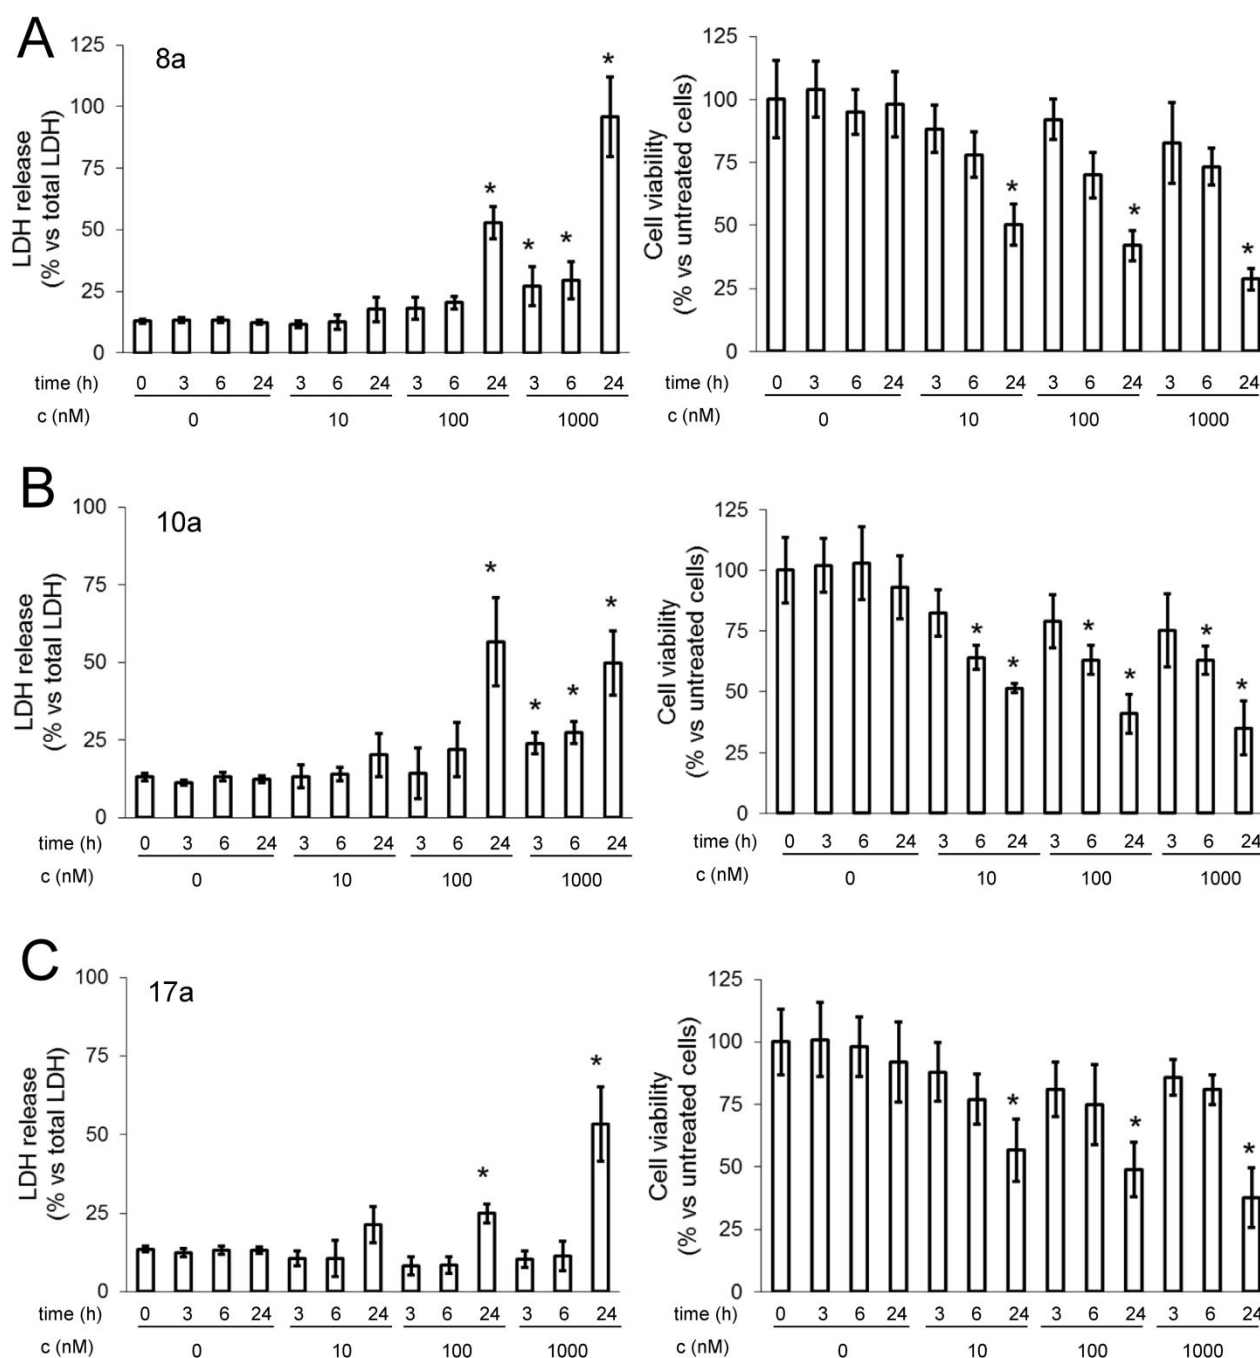 A
8a
LDH release
(% vs total LDH)
125
100
75
50
25
0
* * * *
time (h) 0 3 6 24 3 6 24 3 6 24 3 6 24
c (nM) 0 10 100 1000
Cell viability
(% vs untreated cells)
125
100
75
50
25
0
* * *
time (h) 0 3 6 24 3 6 24 3 6 24 3 6 24
c (nM) 0 10 100 1000
B
10a
LDH release
(% vs total LDH)
100
75
50
25
0
* * * *
time (h) 0 3 6 24 3 6 24 3 6 24 3 6 24
c (nM) 0 10 100 1000
Cell viability
(% vs untreated cells)
125
100
75
50
25
0
* * * * * *
time (h) 0 3 6 24 3 6 24 3 6 24 3 6 24
c (nM) 0 10 100 1000
C
17a
LDH release
(% vs total LDH)
100
75
50
25
0
* *
time (h) 0 3 6 24 3 6 24 3 6 24 3 6 24
c (nM) 0 10 100 1000
Cell viability
(% vs untreated cells)
125
100
75
50
25
0
* * *
time (h) 0 3 6 24 3 6 24 3 6 24 3 6 24
c (nM) 0 10 100 1000